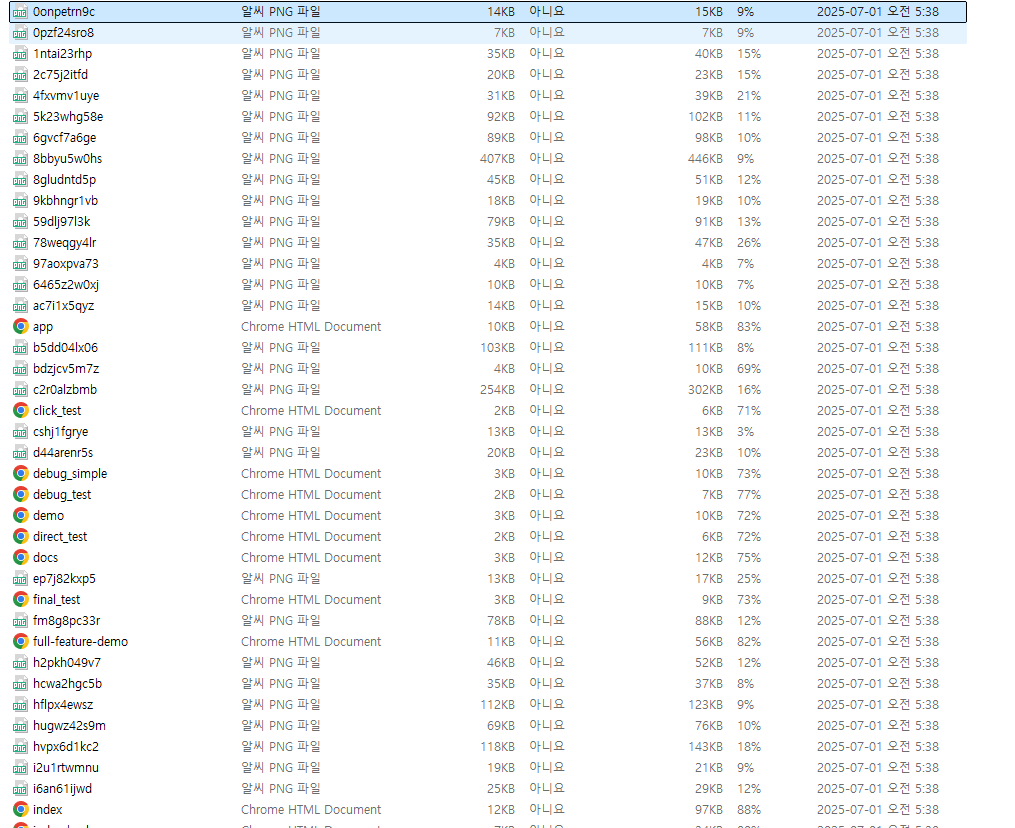 0onpetrn9c 알씨 PNG 파일 14KB 아니요 15KB 9% 2025-07-01 오전 5:38
0pzf24sro8 알씨 PNG 파일 7KB 아니요 7KB 9% 2025-07-01 오전 5:38
1ntai23rhp 알씨 PNG 파일 35KB 아니요 40KB 15% 2025-07-01 오전 5:38
2c75j2itfd 알씨 PNG 파일 20KB 아니요 23KB 15% 2025-07-01 오전 5:38
4fxvmv1uye 알씨 PNG 파일 31KB 아니요 39KB 21% 2025-07-01 오전 5:38
5k23whg58e 알씨 PNG 파일 92KB 아니요 102KB 11% 2025-07-01 오전 5:38
6gvcf7a6ge 알씨 PNG 파일 89KB 아니요 98KB 10% 2025-07-01 오전 5:38
8bbyu5w0hs 알씨 PNG 파일 407KB 아니요 446KB 9% 2025-07-01 오전 5:38
8gludntd5p 알씨 PNG 파일 45KB 아니요 51KB 12% 2025-07-01 오전 5:38
9kbhngr1vb 알씨 PNG 파일 18KB 아니요 19KB 10% 2025-07-01 오전 5:38
59dlj97l3k 알씨 PNG 파일 79KB 아니요 91KB 13% 2025-07-01 오전 5:38
78weqgy4lr 알씨 PNG 파일 35KB 아니요 47KB 26% 2025-07-01 오전 5:38
97aoxpva73 알씨 PNG 파일 4KB 아니요 4KB 7% 2025-07-01 오전 5:38
6465z2w0xj 알씨 PNG 파일 10KB 아니요 10KB 7% 2025-07-01 오전 5:38
ac7i1x5qyz 알씨 PNG 파일 14KB 아니요 15KB 10% 2025-07-01 오전 5:38
app Chrome HTML Document 10KB 아니요 58KB 83% 2025-07-01 오전 5:38
b5dd04lx06 알씨 PNG 파일 103KB 아니요 111KB 8% 2025-07-01 오전 5:38
bdzjcv5m7z 알씨 PNG 파일 4KB 아니요 10KB 69% 2025-07-01 오전 5:38
c2r0alzbmb 알씨 PNG 파일 254KB 아니요 302KB 16% 2025-07-01 오전 5:38
click_test Chrome HTML Document 2KB 아니요 6KB 71% 2025-07-01 오전 5:38
cshj1fgrye 알씨 PNG 파일 13KB 아니요 13KB 3% 2025-07-01 오전 5:38
d44arenr5s 알씨 PNG 파일 20KB 아니요 23KB 10% 2025-07-01 오전 5:38
debug_simple Chrome HTML Document 3KB 아니요 10KB 73% 2025-07-01 오전 5:38
debug_test Chrome HTML Document 2KB 아니요 7KB 77% 2025-07-01 오전 5:38
demo Chrome HTML Document 3KB 아니요 10KB 72% 2025-07-01 오전 5:38
direct_test Chrome HTML Document 2KB 아니요 6KB 72% 2025-07-01 오전 5:38
docs Chrome HTML Document 3KB 아니요 12KB 75% 2025-07-01 오전 5:38
ep7j82kxp5 알씨 PNG 파일 13KB 아니요 17KB 25% 2025-07-01 오전 5:38
final_test Chrome HTML Document 3KB 아니요 9KB 73% 2025-07-01 오전 5:38
fm8g8pc33r 알씨 PNG 파일 78KB 아니요 88KB 12% 2025-07-01 오전 5:38
full-feature-demo Chrome HTML Document 11KB 아니요 56KB 82% 2025-07-01 오전 5:38
h2pkh049v7 알씨 PNG 파일 46KB 아니요 52KB 12% 2025-07-01 오전 5:38
hcwa2hgc5b 알씨 PNG 파일 35KB 아니요 37KB 8% 2025-07-01 오전 5:38
hflpx4ewsz 알씨 PNG 파일 112KB 아니요 123KB 9% 2025-07-01 오전 5:38
hugwz42s9m 알씨 PNG 파일 69KB 아니요 76KB 10% 2025-07-01 오전 5:38
hvpx6d1kc2 알씨 PNG 파일 118KB 아니요 143KB 18% 2025-07-01 오전 5:38
i2u1rtwmnu 알씨 PNG 파일 19KB 아니요 21KB 9% 2025-07-01 오전 5:38
i6an61ijwd 알씨 PNG 파일 25KB 아니요 29KB 12% 2025-07-01 오전 5:38
index Chrome HTML Document 12KB 아니요 97KB 88% 2025-07-01 오전 5:38